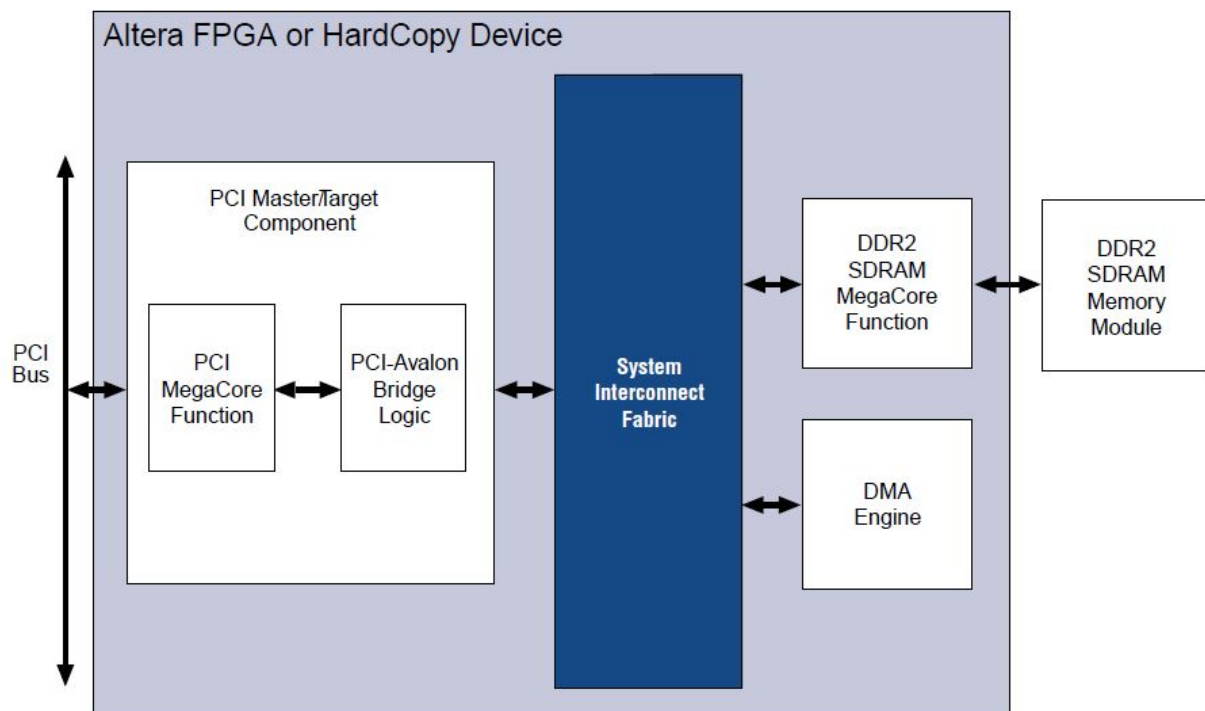 Altera FPGA or HardCopy Device
PCI Master/Target
Component
PCI
Bus
PCI
MegaCore
Function
PCI-Avalon
Bridge
Logic
System
Interconnect
Fabric
DDR2
SDRAM
MegaCore
Function
DDR2
SDRAM
Memory
Module
DMA
Engine